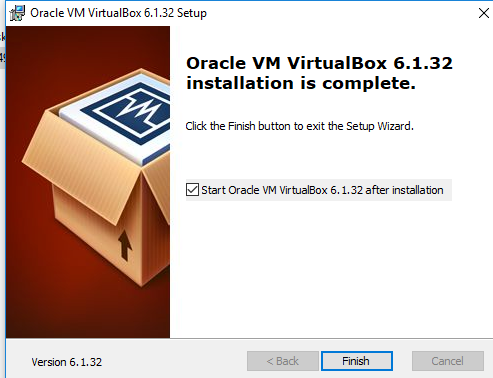 Oracle VM VirtualBox 6.1.32 Setup
Oracle VM VirtualBox 6.1.32
installation is complete.
Click the Finish button to exit the Setup Wizard.
Start Oracle VM VirtualBox 6.1.32 after installation
Version 6.1.32
< Back
Finish
Cancel